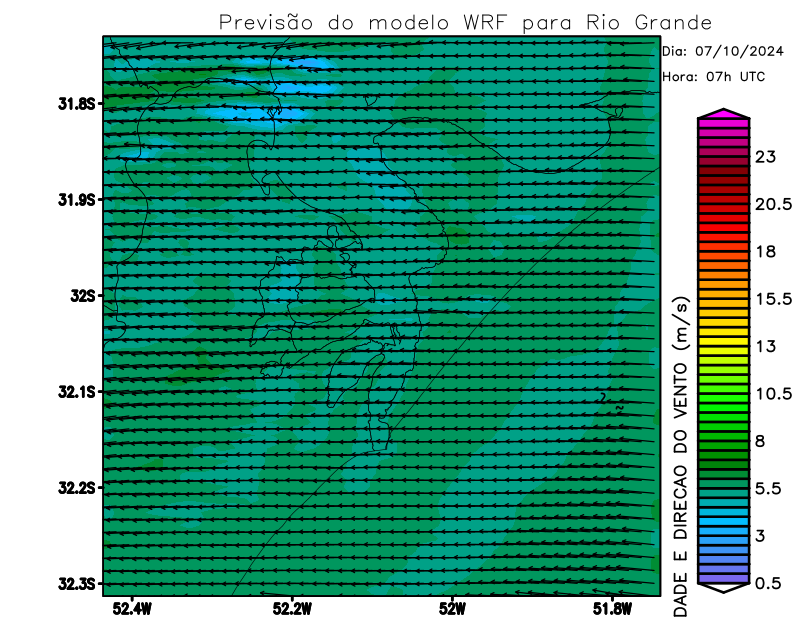 Previsão do modelo WRF para Rio Grande
Dia: 07/10/2024
Hora: 07h UTC
31.8S
31.9S
32S
32.1S
32.2S
32.3S
52.4W
52.2W
52W
51.8W
23
20.5
18
15.5
13
10.5
8
5.5
3
0.5
DADE E DIRECAO DO VENTO (m/s)